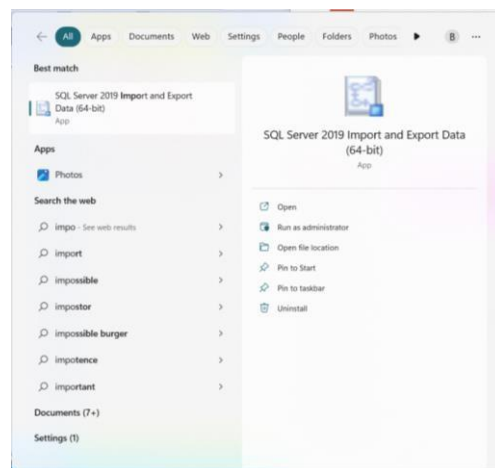 All Apps Documents Web Settings People Folders Photos B ...
Best match
SQL Server 2019 Import and Export
Data (64-bit)
App
Apps
Photos
Search the web
impo - See web results
import
impossible
impostor
impossible burger
impotence
important
Documents (7+)
Settings (1)
SQL Server 2019 Import and Export Data
(64-bit)
App
Open
Run as administrator
Open file location
Pin to Start
Pin to taskbar
Uninstall